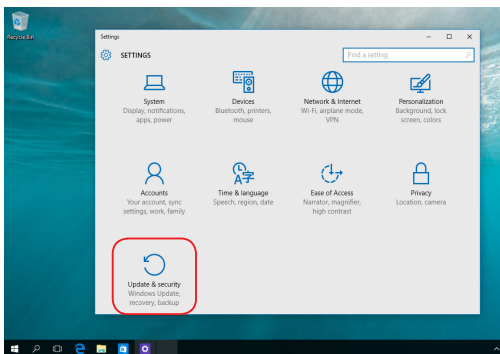 Recycle Bin
Settings
SETTINGS
Find a setting
System
Display, notifications,
apps, power
Devices
Bluetooth, printers,
mouse
Network & Internet
Wi-Fi, airplane mode,
VPN
Personalization
Background, lock
screen, colors
Accounts
Your account, sync
settings, work, family
Time & language
Speech, region, date
Ease of Access
Narrator, magnifier,
high contrast
Privacy
Location, camera
Update & security
Windows Update,
recovery, backup